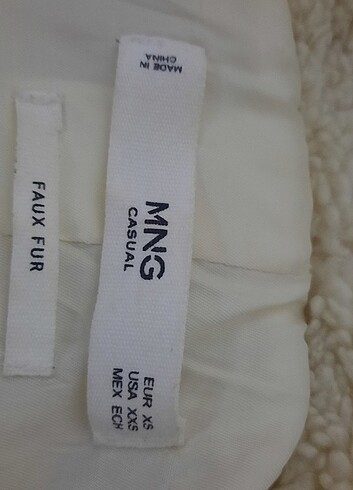 MADE IN
CHINA
MNG
CASUAL
EUR XS
USA XXS
MEX ECH
FAUX FUR